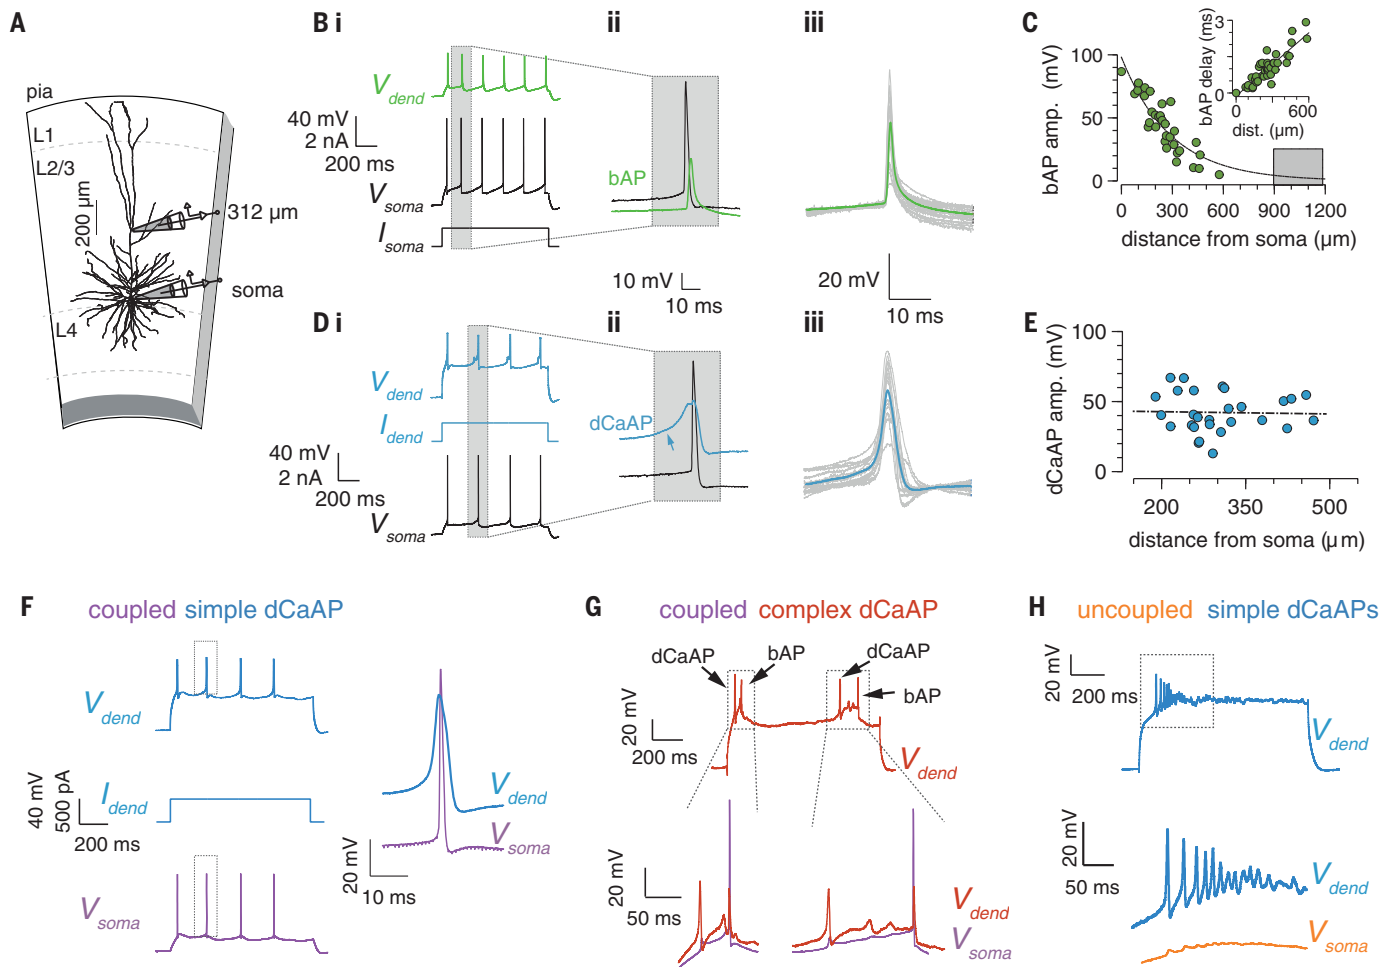 A
pia
L1
L2/3
200 µm
312 µm
soma
L4
B i
ii
iii
V dend
40 mV
2 nA
200 ms
V soma
I soma
bAP
10 mV
10 ms
20 mV
10 ms
C
bAP amp. (mV)
100
50
0
0 300 600 900 1200
distance from soma (µm)
bAP delay (ms)
3
0
0 600
dist. (µm)
D i
ii
iii
V dend
I dend
40 mV
2 nA
200 ms
V soma
dCaAP
E
dCaAP amp. (mV)
100
50
0
200 350 500
distance from soma (µm)
F
coupled simple dCaAP
V dend
I dend
40 mV
500 pA
200 ms
V soma
V dend
V soma
20 mV
10 ms
G
coupled complex dCaAP
dCaAP
bAP
dCaAP
bAP
20 mV
200 ms
V dend
20 mV
50 ms
V dend
V soma
H
uncoupled simple dCaAPs
20 mV
200 ms
V dend
20 mV
50 ms
V dend
V soma